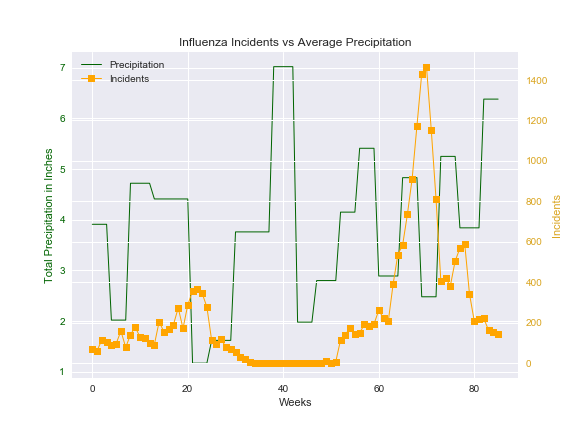 Influenza Incidents vs Average Precipitation
Precipitation
Incidents
Total Precipitation in Inches
7
6
5
4
3
2
1
1400
1200
1000
800
600
400
200
0
Incidents
0 20 40 60 80
Weeks